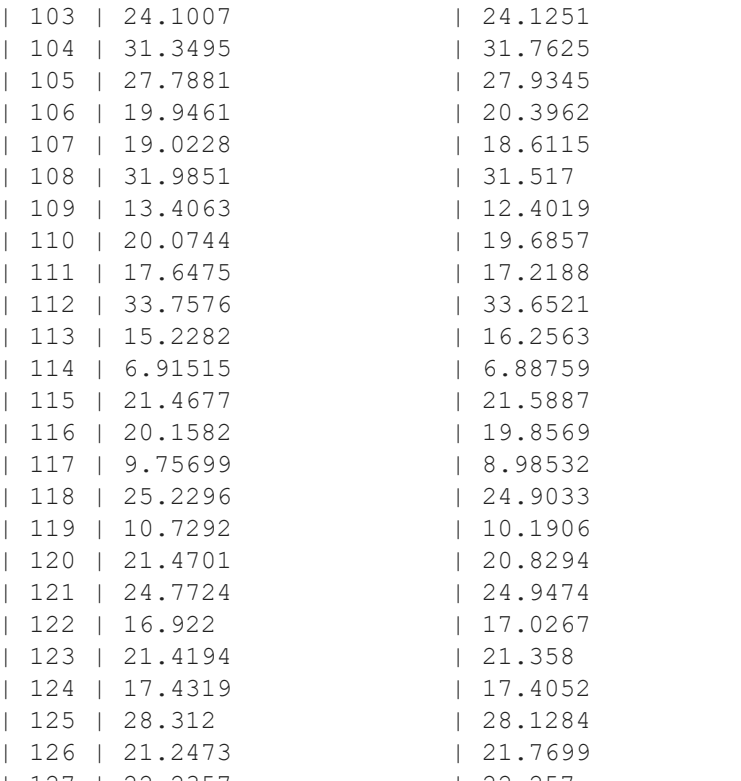 | 103 | 24.1007 | 24.1251
| 104 | 31.3495 | 31.7625
| 105 | 27.7881 | 27.9345
| 106 | 19.9461 | 20.3962
| 107 | 19.0228 | 18.6115
| 108 | 31.9851 | 31.517
| 109 | 13.4063 | 12.4019
| 110 | 20.0744 | 19.6857
| 111 | 17.6475 | 17.2188
| 112 | 33.7576 | 33.6521
| 113 | 15.2282 | 16.2563
| 114 | 6.91515 | 6.88759
| 115 | 21.4677 | 21.5887
| 116 | 20.1582 | 19.8569
| 117 | 9.75699 | 8.98532
| 118 | 25.2296 | 24.9033
| 119 | 10.7292 | 10.1906
| 120 | 21.4701 | 20.8294
| 121 | 24.7724 | 24.9474
| 122 | 16.922 | 17.0267
| 123 | 21.4194 | 21.358
| 124 | 17.4319 | 17.4052
| 125 | 28.312 | 28.1284
| 126 | 21.2473 | 21.7699